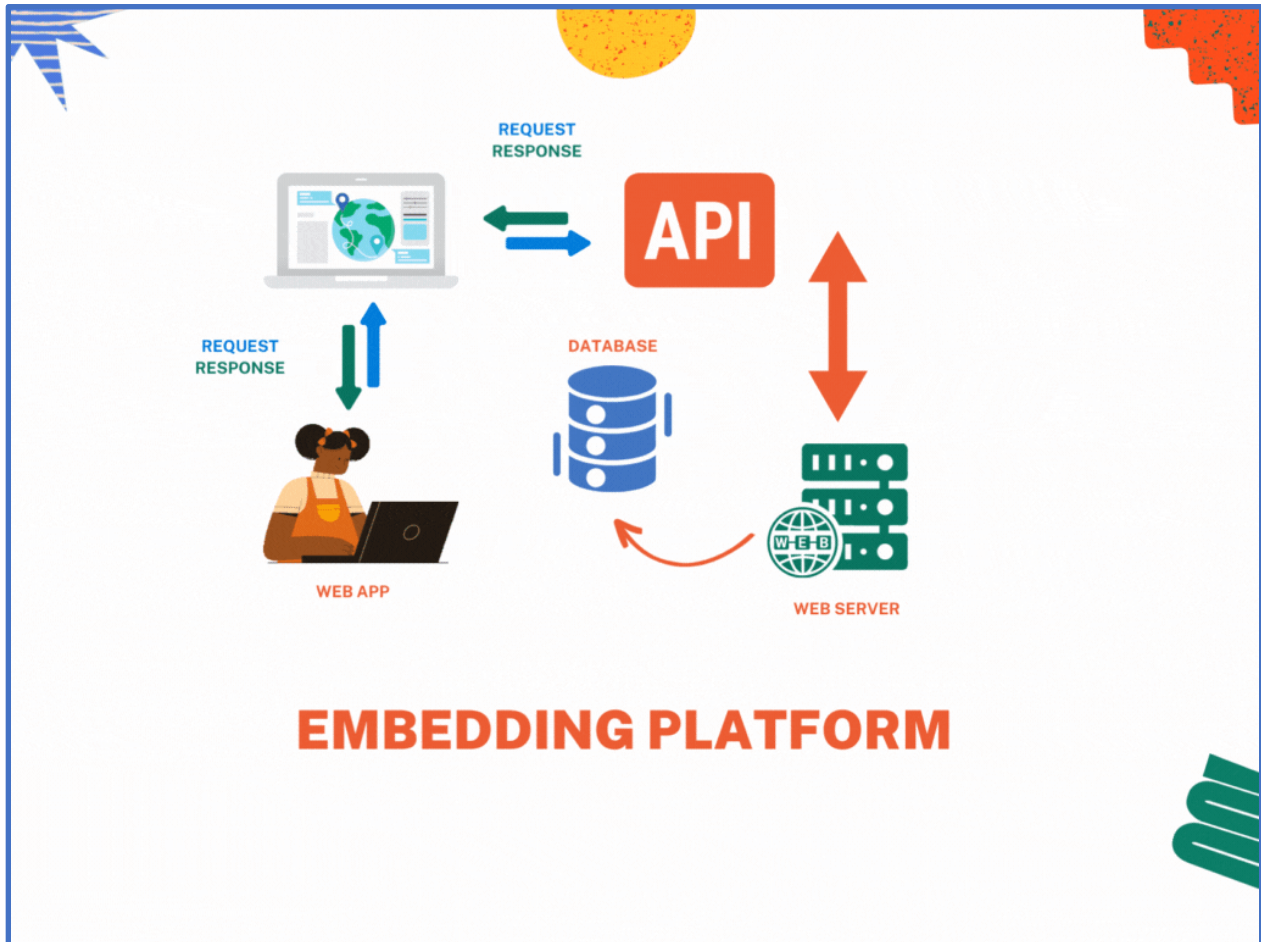 REQUEST
RESPONSE
API
REQUEST
RESPONSE
DATABASE
W-E-B
WEB APP
WEB SERVER
EMBEDDING PLATFORM